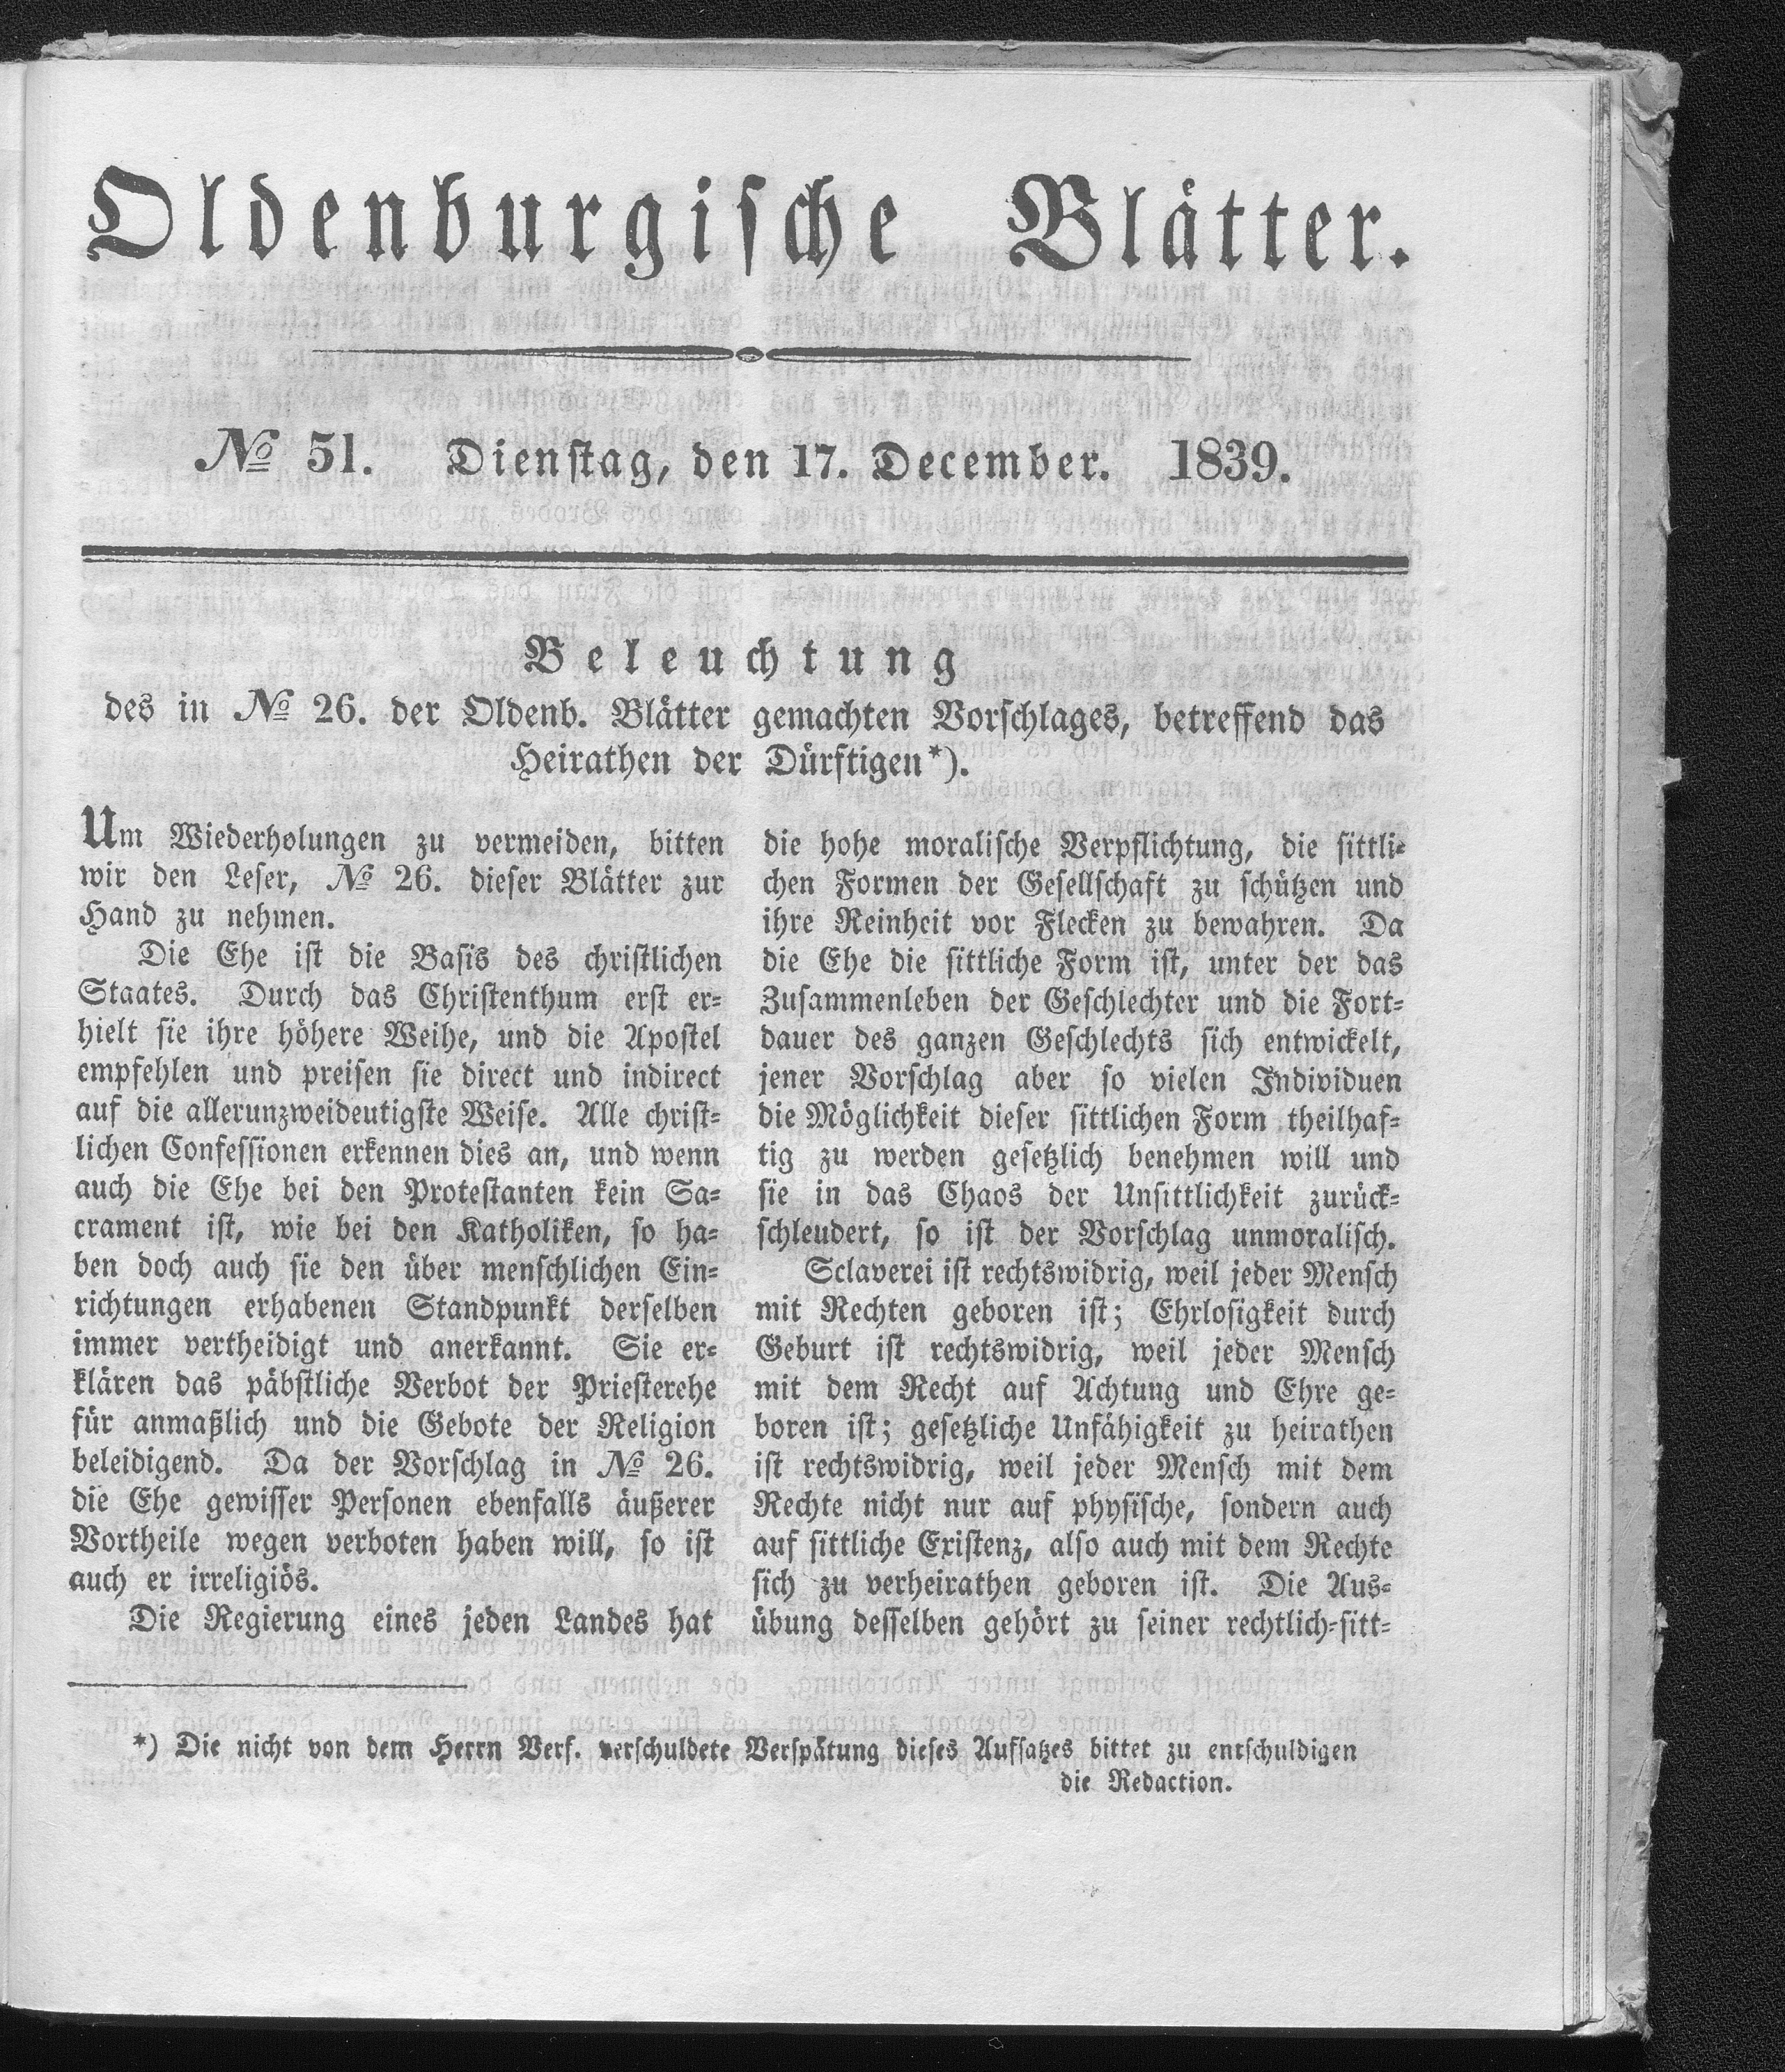 Oldenburgische Blätter.
No 51. Dienstag, den 17. December. 1839.
Beleuchtung
des in No 26. der Oldenb. Blätter gemachten Vorschlages, betreffend das
Heirathen der Dürftigen*).
Um Wiederholungen zu vermeiden, bitten
wir den Leser, No 26. dieser Blätter zur
Hand zu nehmen.
Die Ehe ist die Basis des christlichen
Staates. Durch das Christenthum erst er-
hielt sie ihre höhere Weihe, und die Apostel
empfehlen und preisen sie direct und indirect
auf die allerunzweideutigste Weise. Alle christ-
lichen Confessionen erkennen dies an, und wenn
auch die Ehe bei den Protestanten kein Sa-
crament ist, wie bei den Katholiken, so ha-
ben doch auch sie den über menschlichen Ein-
richtungen erhabenen Standpunkt derselben
immer vertheidigt und anerkannt. Sie er-
klären das päbstliche Verbot der Priesterehe
für anmaßlich und die Gebote der Religion
beleidigend. Da der Vorschlag in No 26.
die Ehe gewisser Personen ebenfalls äußerer
Vortheile wegen verboten haben will, so ist
auch er irreligiös.
Die Regierung eines jeden Landes hat
die hohe moralische Verpflichtung, die sittli-
chen Formen der Gesellschaft zu schützen und
ihre Reinheit vor Flecken zu bewahren. Da
die Ehe die sittliche Form ist, unter der das
Zusammenleben der Geschlechter und die Fort-
dauer des ganzen Geschlechts sich entwickelt,
jener Vorschlag aber so vielen Individuen
die Möglichkeit dieser sittlichen Form theilhaf-
tig zu werden gesetzlich benehmen will und
sie in das Chaos der Unsittlichkeit zurück-
schleudert, so ist der Vorschlag unmoralisch.
Sclaverei ist rechtswidrig, weil jeder Mensch
mit Rechten geboren ist; Ehrlosigkeit durch
Geburt ist rechtswidrig, weil jeder Mensch
mit dem Recht auf Achtung und Ehre ge-
boren ist; gesetzliche Unfähigkeit zu heirathen
ist rechtswidrig, weil jeder Mensch mit dem
Rechte nicht nur auf physische, sondern auch
auf sittliche Existenz, also auch mit dem Rechte
sich zu verheirathen geboren ist. Die Aus-
übung desselben gehört zu seiner rechtlich-sitt-
*) Die nicht von dem Herrn Verf. verschuldete Verspätung dieses Aufsatzes bittet zu entschuldigen
die Redaction.